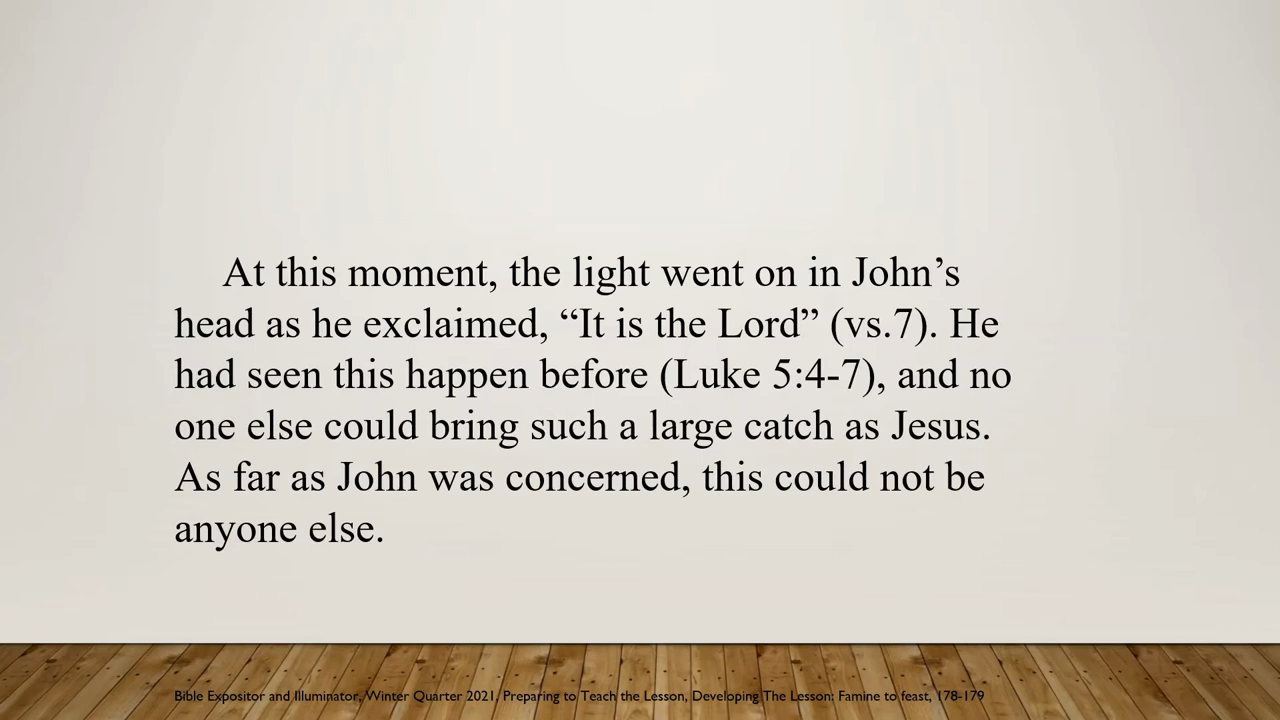 At this moment, the light went on in John’s
head as he exclaimed, “It is the Lord” (vs.7). He
had seen this happen before (Luke 5:4-7), and no
one else could bring such a large catch as Jesus.
As far as John was concerned, this could not be
anyone else.
Bible Expositor and Illuminator, Winter Quarter 2021, Preparing to Teach the Lesson, Developing The Lesson: Famine to feast, 178-179